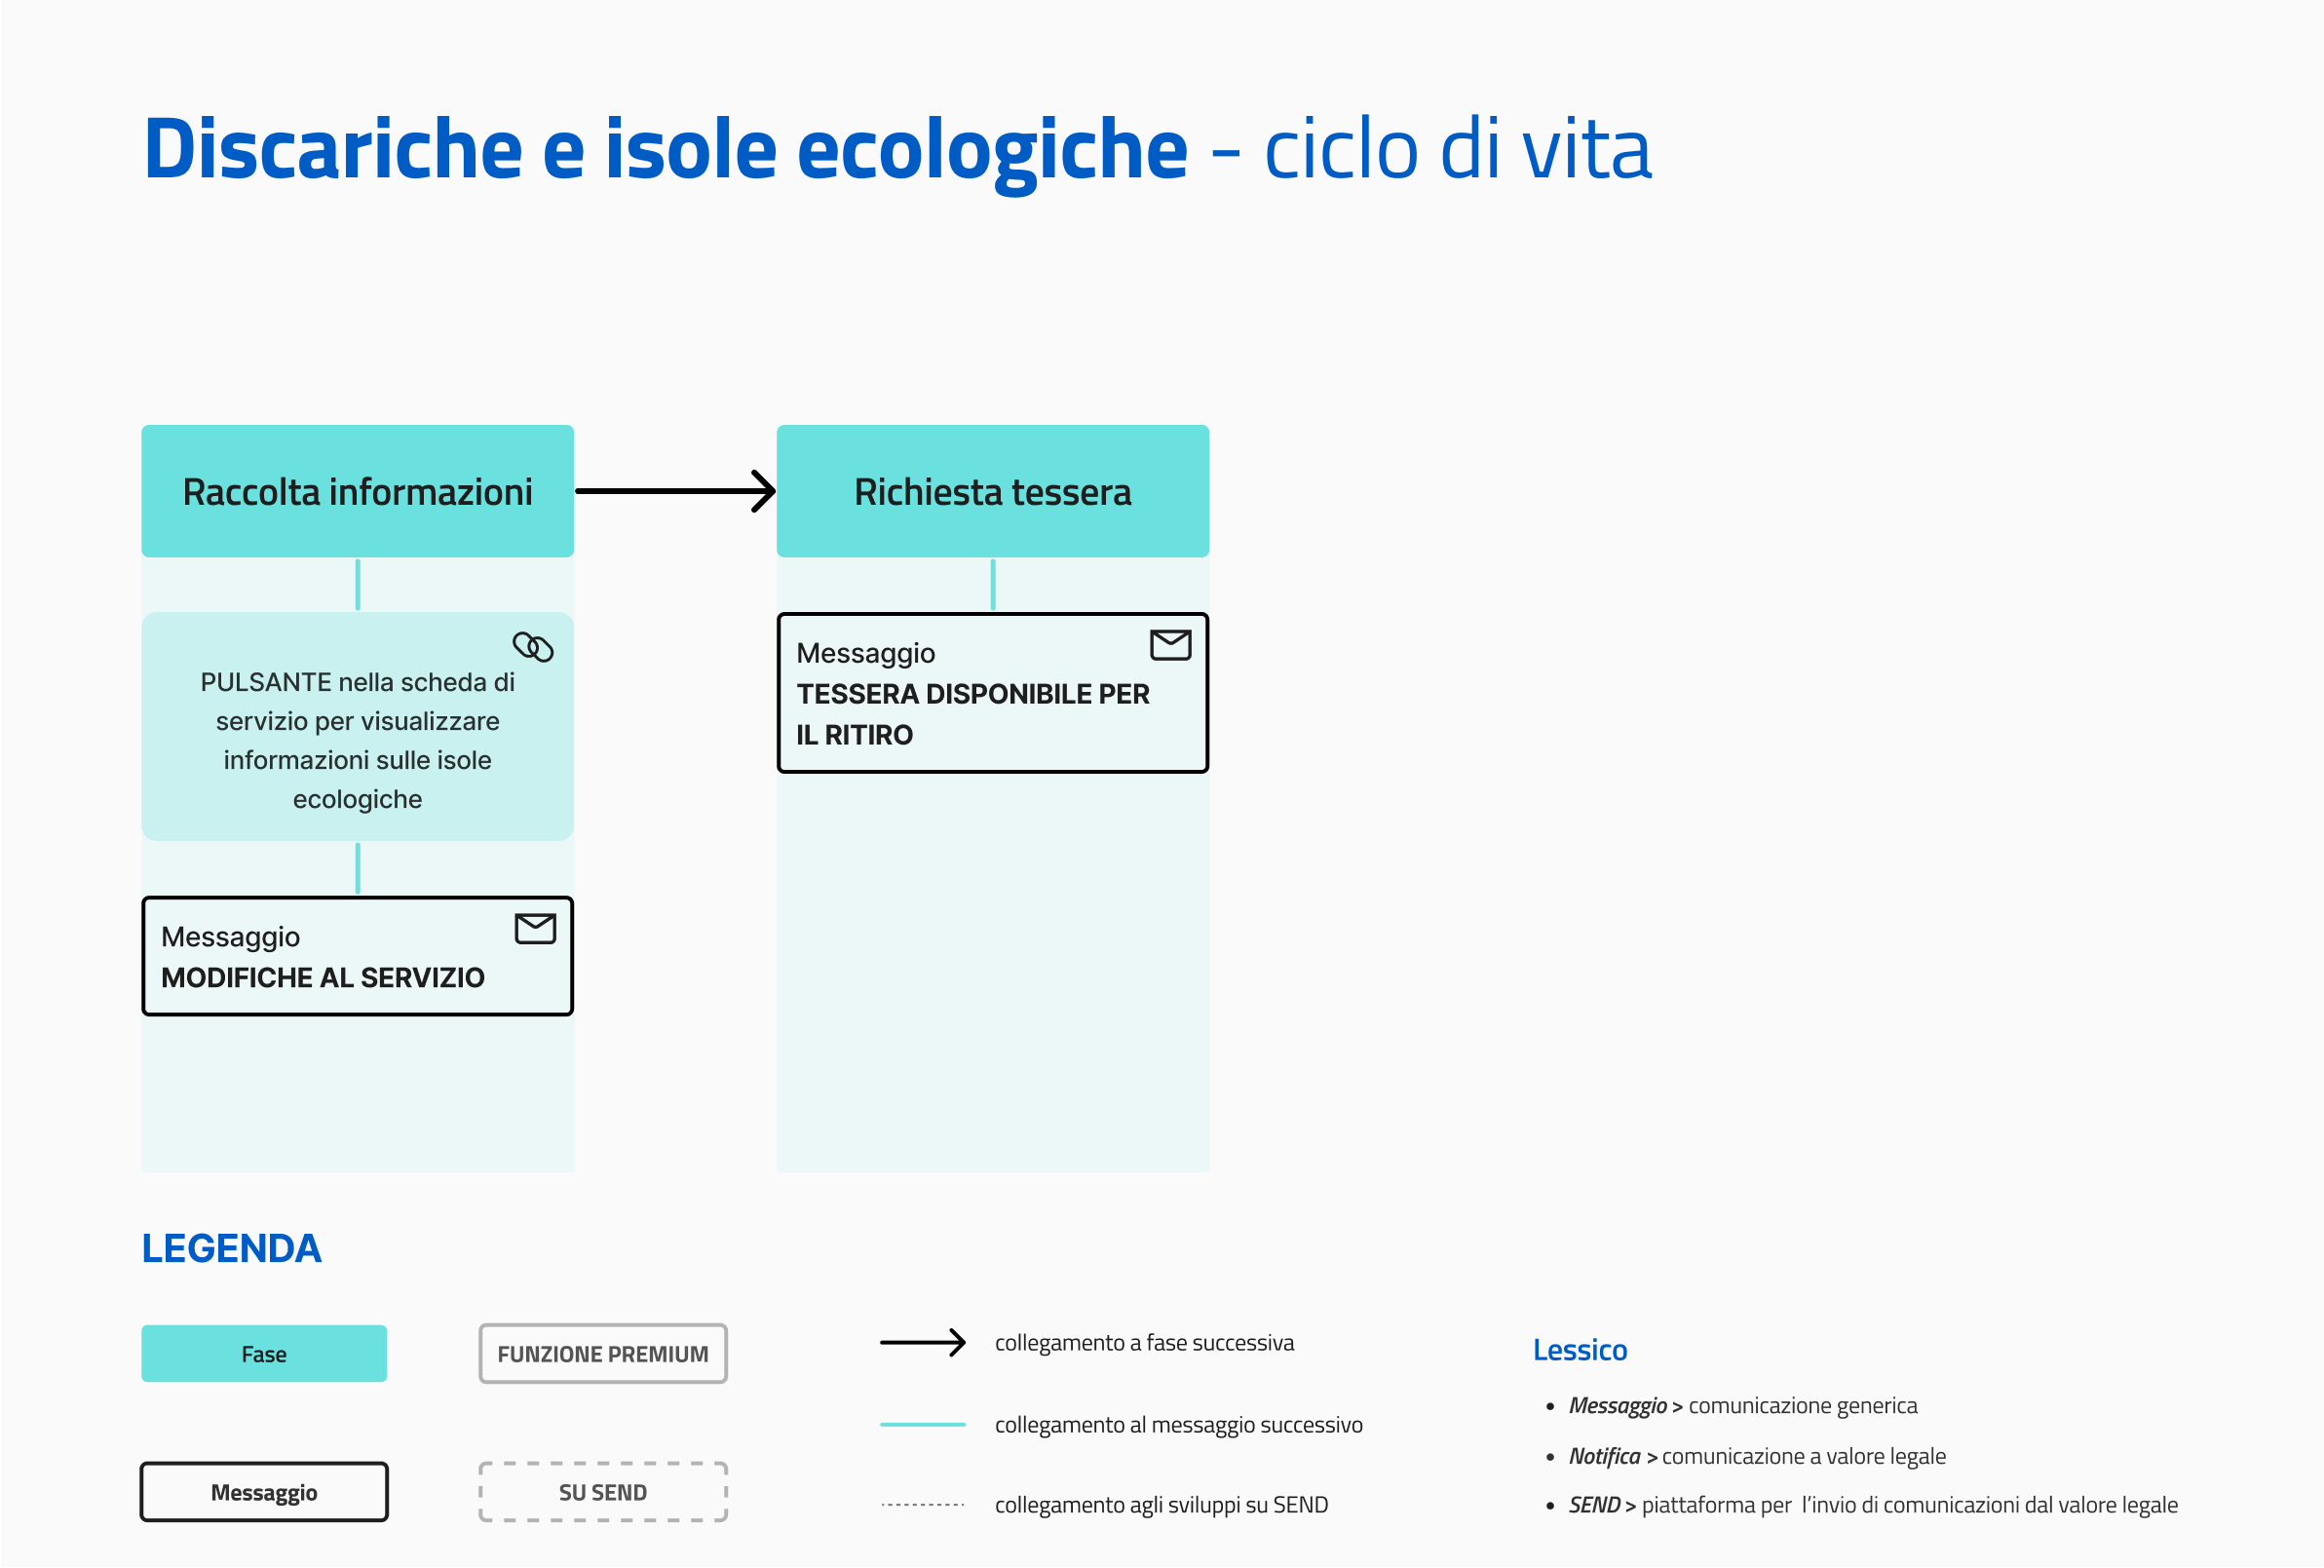 Discariche e isole ecologiche - ciclo di vita
Raccolta informazioni
Richiesta tessera
PULSANTE nella scheda di
servizio per visualizzare
informazioni sulle isole
ecologiche
Messaggio
MODIFICHE AL SERVIZIO
Messaggio
TESSERA DISPONIBILE PER
IL RITIRO
LEGENDA
Fase
FUNZIONE PREMIUM
Messaggio
SU SEND
collegamento a fase successiva
collegamento al messaggio successivo
collegamento agli sviluppi su SEND
Lessico
• Messaggio > comunicazione generica
• Notifica > comunicazione a valore legale
• SEND > piattaforma per l'invio di comunicazioni dal valore legale